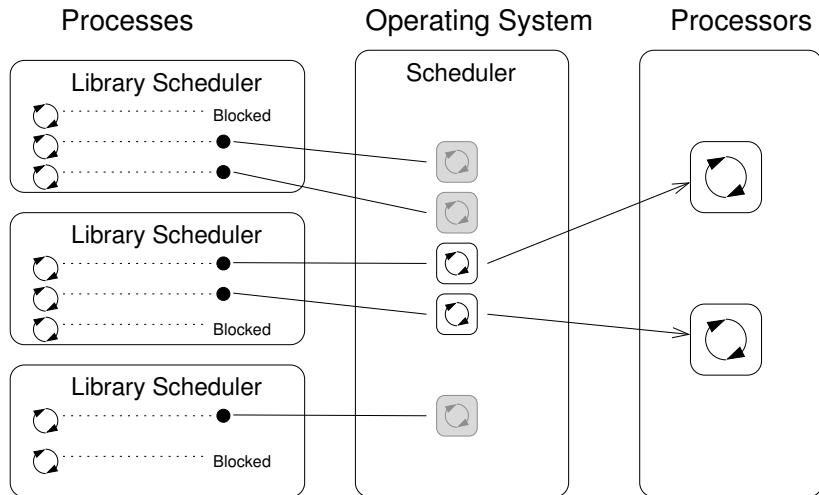 Processes
Operating System
Processors
Library Scheduler
Blocked
Library Scheduler
Blocked
Library Scheduler
Blocked
Scheduler